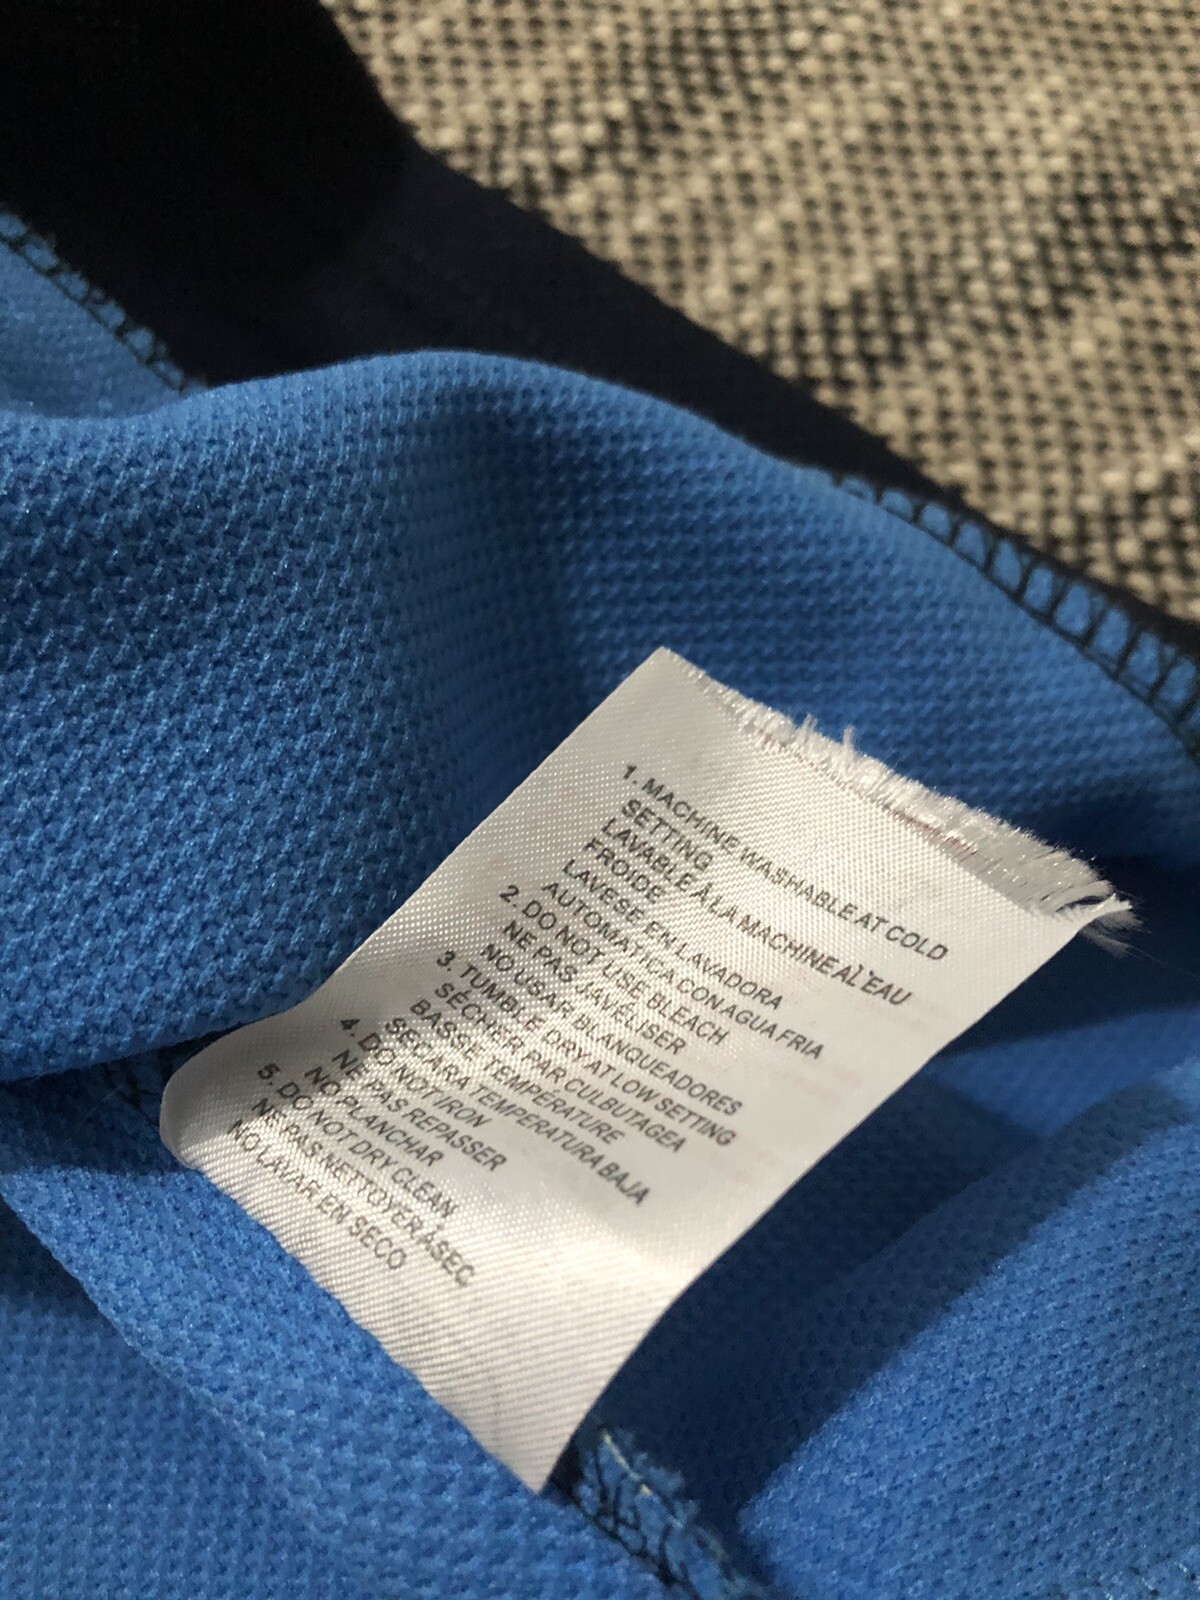 1. MACHINE WASHABLE AT COLD
SETTING
LAVABLE À LA MACHINE A L'EAU
FROIDE
LAVESE EN LAVADORA
AUTOMATICA CON AGUA FRIA
2. DO NOT USE BLEACH
NE PAS JAVÉLISER
NO USAR BLANQUEADORES
3. TUMBLE DRY AT LOW SETTING
SÉCHER PAR CULBUTAGEA
BASSE TEMPÉRATURE
SECAR A TEMPERATURA BAJA
4. DO NOT IRON
NE PAS REPASSER
NO PLANCHAR
5. DO NOT DRY CLEAN
NE PAS NETTOYER ÀSEC
NO LAVAR EN SECO